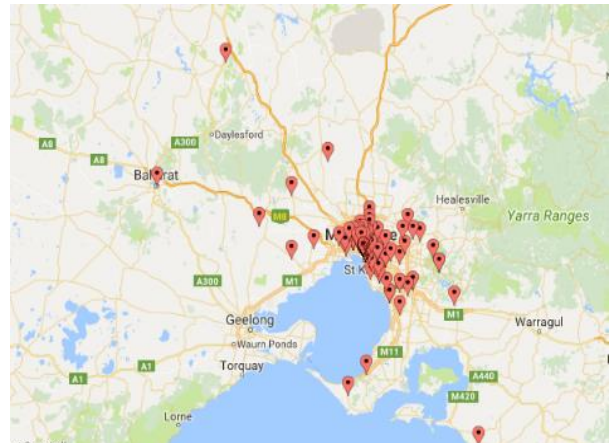 Daylesford
A300
A8
A8
Healesville
M8
Yarra Ranges
A300
M1
Geelong
M1
Warragul
Waurn Ponds
M11
Torquay
A1
A1
A440
M420
Lorne